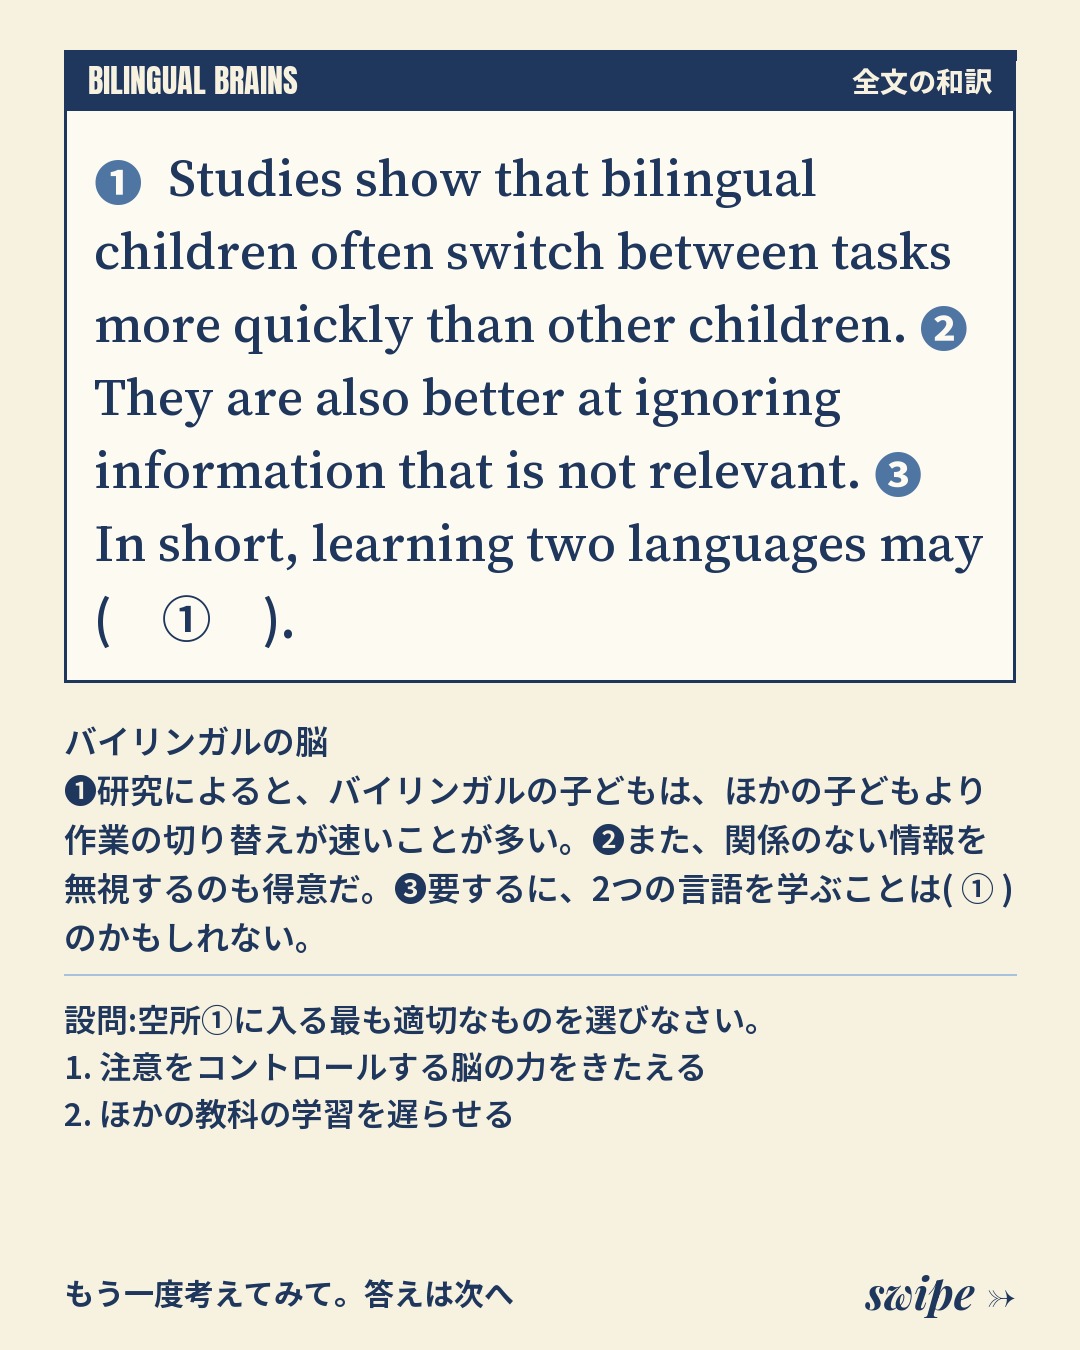 BILINGUAL BRAINS 全文の和訳
❶ Studies show that bilingual
children often switch between tasks
more quickly than other children. ❷
They are also better at ignoring
information that is not relevant. ❸
In short, learning two languages may
( ① ).
バイリンガルの脳
❶研究によると、バイリンガルの子どもは、ほかの子どもより
作業の切り替えが速いことが多い。❷また、関係のない情報を
無視するのも得意だ。❸要するに、2つの言語を学ぶことは( ① )
のかもしれない。
設問:空所①に入る最も適切なものを選びなさい。
1. 注意をコントロールする脳の力をきたえる
2. ほかの教科の学習を遅らせる
もう一度考えてみて。答えは次へ
swipe